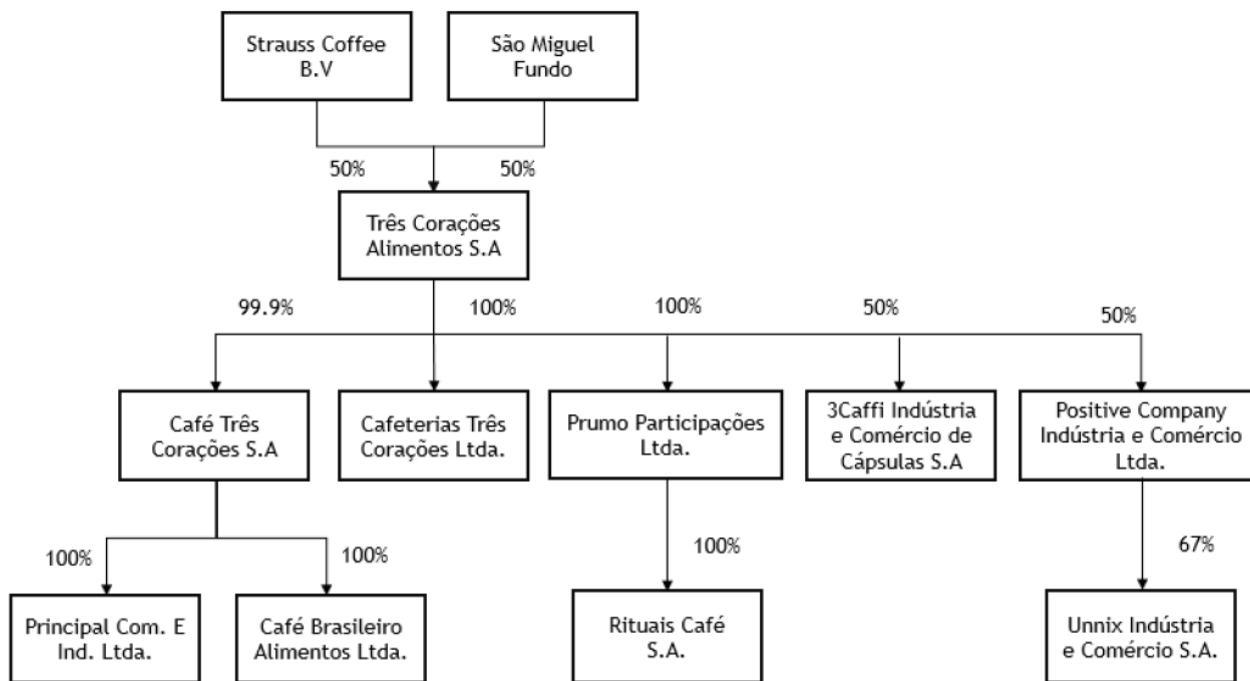 Strauss Coffee
B.V
São Miguel
Fundo
50%
50%
Três Corações
Alimentos S.A
99.9%
100%
100%
50%
50%
Café Três
Corações S.A
Cafeterias Três
Corações Ltda.
Prumo Participações
Ltda.
3Caffi Indústria
e Comércio de
Cápsulas S.A
Positive Company
Indústria e Comércio
Ltda.
100%
100%
100%
67%
Principal Com. E
Ind. Ltda.
Café Brasileiro
Alimentos Ltda.
Rituais Café
S.A.
Unnix Indústria
e Comércio S.A.